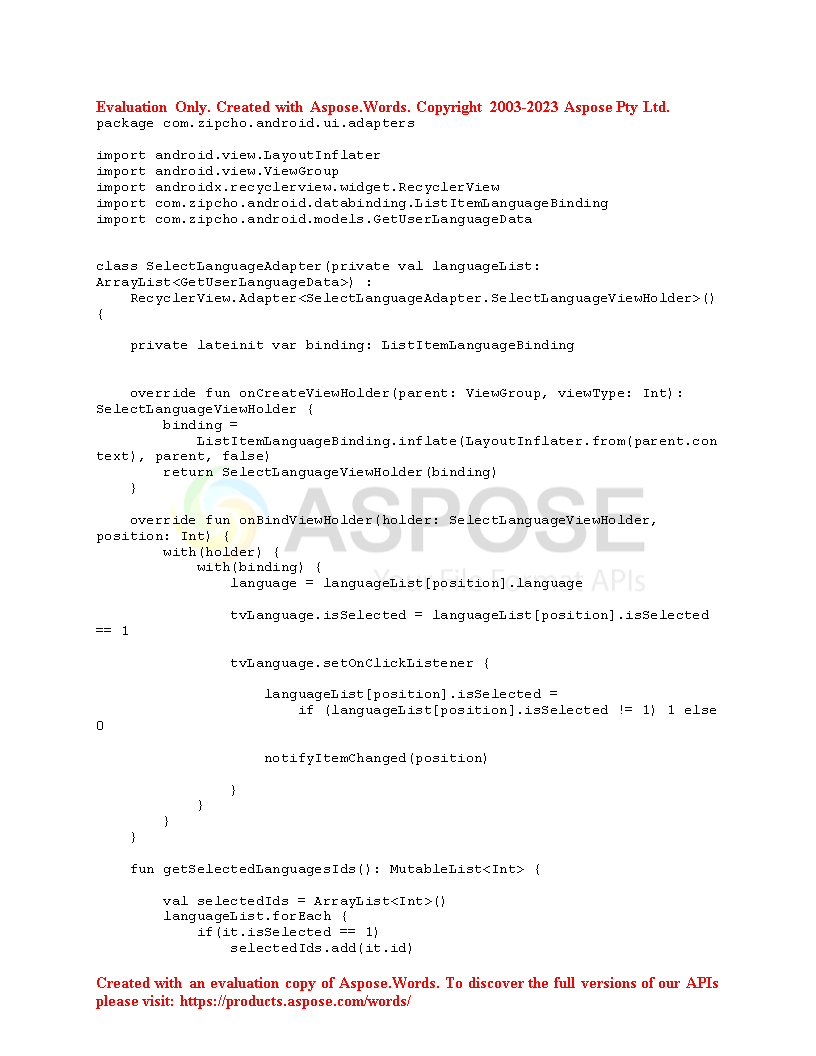 Evaluation Only. Created with Aspose.Words. Copyright 2003-2023 Aspose Pty Ltd.
package com.zipcho.android.ui.adapters
import android.view.LayoutInflater
import android.view.ViewGroup
import androidx.recyclerview.widget.RecyclerView
import com.zipcho.android.databinding.ListItemLanguageBinding
import com.zipcho.android.models.GetUserLanguageData
class SelectLanguageAdapter(private val languageList:
ArrayList<GetUserLanguageData>) :
    RecyclerView.Adapter<SelectLanguageAdapter.SelectLanguageViewHolder>()
{
    private lateinit var binding: ListItemLanguageBinding
    override fun onCreateViewHolder(parent: ViewGroup, viewType: Int):
SelectLanguageViewHolder {
        binding =
            ListItemLanguageBinding.inflate(LayoutInflater.from(parent.con
text), parent, false)
        return SelectLanguageViewHolder(binding)
    }
ASPOSE
    override fun onBindViewHolder(holder: SelectLanguageViewHolder,
position: Int) {
        with(holder) {
            with(binding) {
Your File Format APIs
                language = languageList[position].language
                tvLanguage.isSelected = languageList[position].isSelected
== 1
                tvLanguage.setOnClickListener {
                    languageList[position].isSelected =
                        if (languageList[position].isSelected != 1) 1 else
0
                    notifyItemChanged(position)
                }
            }
        }
    }
    fun getSelectedLanguagesIds(): MutableList<Int> {
        val selectedIds = ArrayList<Int>()
        languageList.forEach {
            if(it.isSelected == 1)
                selectedIds.add(it.id)
Created with an evaluation copy of Aspose.Words. To discover the full versions of our APIs
please visit: https://products.aspose.com/words/